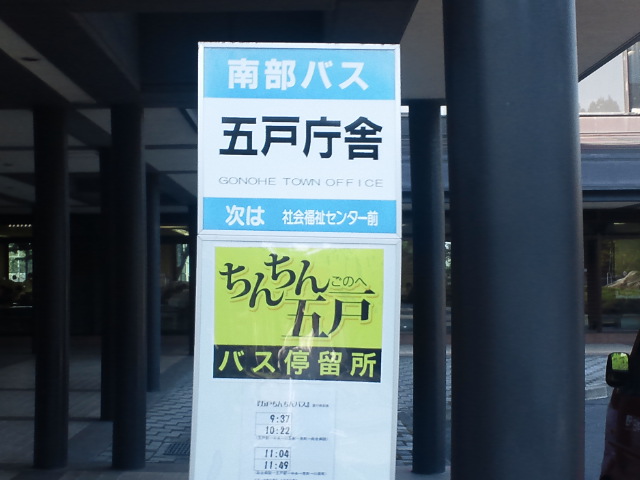 南部バス
五戸庁舎
GONOHE TOWN OFFICE
次は 社会福祉センター前
ちんちん
ごのへ
五戸
バス停留所
9:37
10:22
11:04
11:49